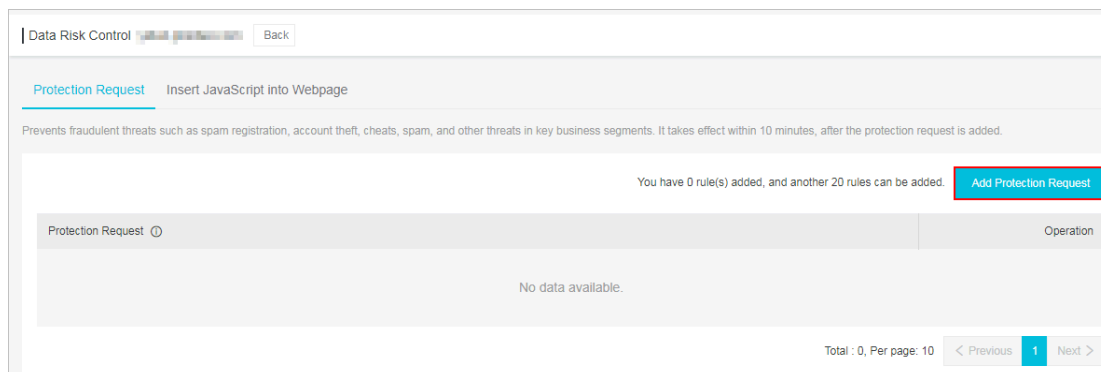 Data Risk Control Back
Protection Request Insert JavaScript into Webpage
Prevents fraudulent threats such as spam registration, account theft, cheats, spam, and other threats in key business segments. It takes effect within 10 minutes, after the protection request is added.
You have 0 rule(s) added, and another 20 rules can be added. Add Protection Request
Protection Request Operation
No data available.
Total : 0, Per page: 10 < Previous 1 Next >